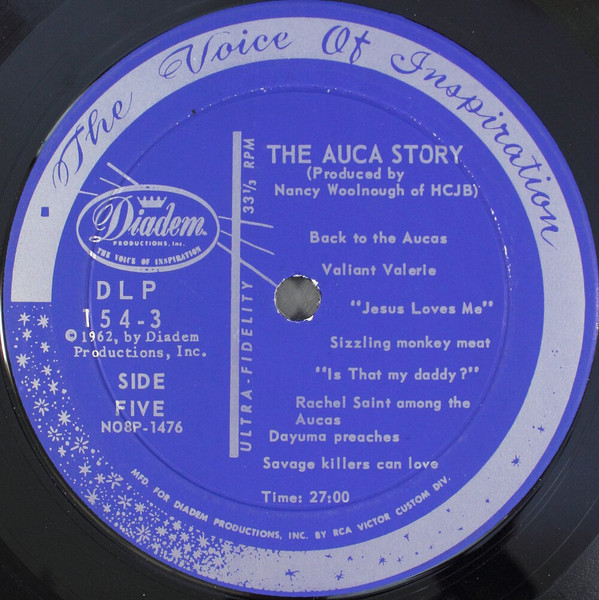 The Voice Of Inspiration
THE AUCA STORY
(Produced by
Nancy Woolnough of HCJB)
Diadem
PRODUCTIONS, Inc.
THE VOICE OF INSPIRATION
DLP
154-3
©1962, by Diadem
Productions, Inc.
SIDE
FIVE
NO8P-1476
ULTRA-FIDELITY 33⅓ RPM
Back to the Aucas
Valiant Valerie
"Jesus Loves Me"
Sizzling monkey meat
"Is That my daddy?"
Rachel Saint among the
Aucas
Dayuma preaches
Savage killers can love
Time: 27:00
MFD. FOR DIADEM PRODUCTIONS, INC. BY RCA VICTOR CUSTOM DIV.